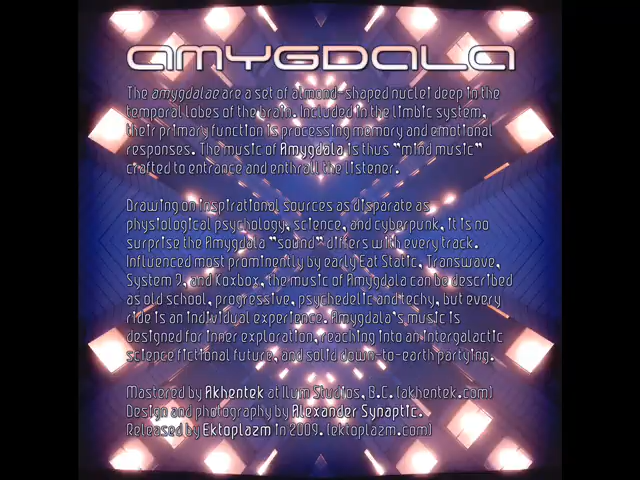 AMYGDALA
The amygdalae are a set of almond-shaped nuclei deep in the
temporal lobes of the brain. Included in the limbic system,
their primary function is processing memory and emotional
responses. The music of Amygdala is thus "mind music"
crafted to entrance and enthrall the listener.
Drawing on inspirational sources as disparate as
physiological psychology, science, and cyberpunk, it is no
surprise the Amygdala "sound" differs with every track.
Influenced most prominently by early Eat Static, Transwave,
System 7, and Koxbox, the music of Amygdala can be described
as old school, progressive, psychedelic and techy, but every
ride is an individual experience. Amygdala's music is
designed for inner exploration, reaching into an intergalactic
science fictional future, and solid down-to-earth partying.
Mastered by Akhentek at Ilum Studios, B.C. (akhentek.com)
Design and photography by Alexander Synaptic.
Released by Ektoplazm in 2009. (ektoplazm.com)